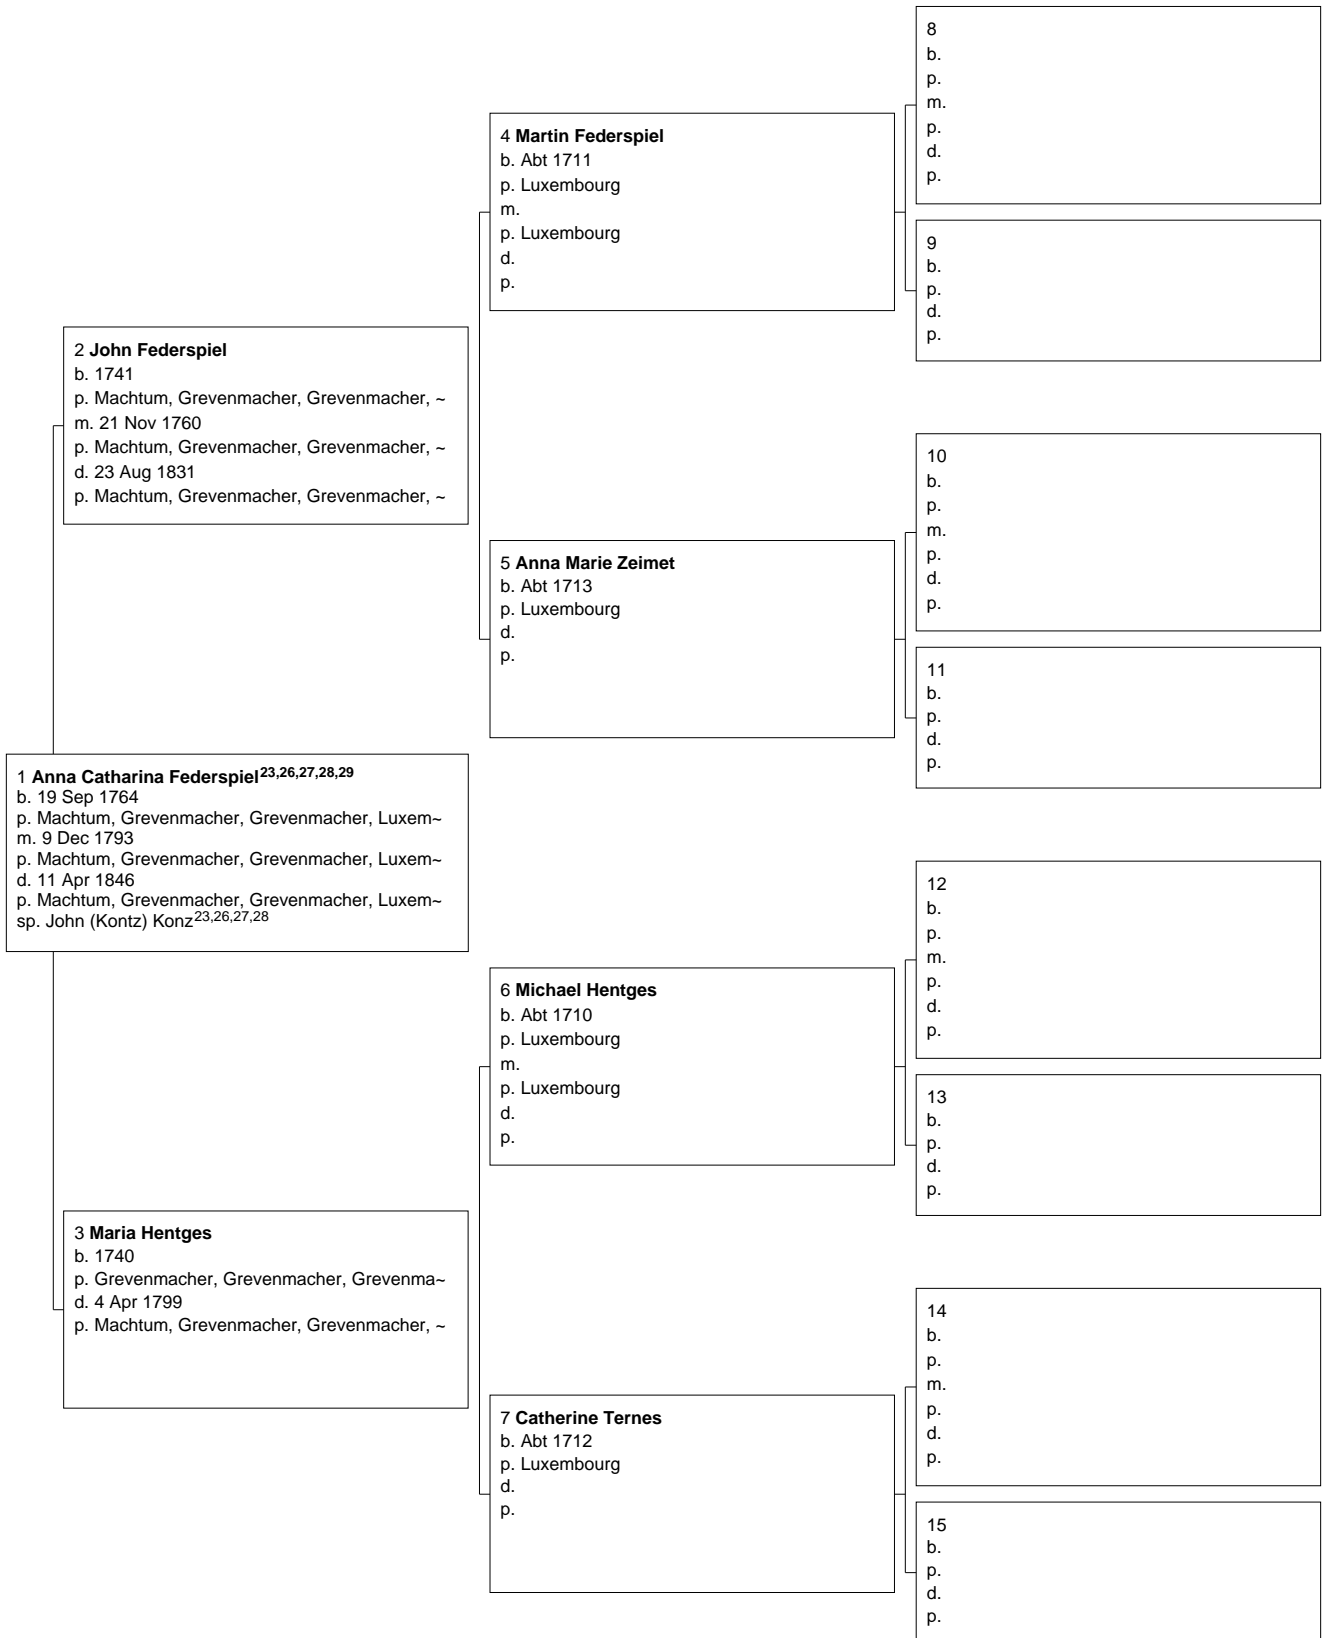 1 Anna Catharina Federspiel23,26,27,28,29
b. 19 Sep 1764
p. Machtum, Grevenmacher, Grevenmacher, Luxem~
m. 9 Dec 1793
p. Machtum, Grevenmacher, Grevenmacher, Luxem~
d. 11 Apr 1846
p. Machtum, Grevenmacher, Grevenmacher, Luxem~
sp. John (Kontz) Konz23,26,27,28
2 John Federspiel
b. 1741
p. Machtum, Grevenmacher, Grevenmacher, ~
m. 21 Nov 1760
p. Machtum, Grevenmacher, Grevenmacher, ~
d. 23 Aug 1831
p. Machtum, Grevenmacher, Grevenmacher, ~
3 Maria Hentges
b. 1740
p. Grevenmacher, Grevenmacher, Grevenma~
d. 4 Apr 1799
p. Machtum, Grevenmacher, Grevenmacher, ~
4 Martin Federspiel
b. Abt 1711
p. Luxembourg
m.
p. Luxembourg
d.
p.
5 Anna Marie Zeimet
b. Abt 1713
p. Luxembourg
d.
p.
6 Michael Hentges
b. Abt 1710
p. Luxembourg
m.
p. Luxembourg
d.
p.
7 Catherine Ternes
b. Abt 1712
p. Luxembourg
d.
p.
8
b.
p.
m.
p.
d.
p.
9
b.
p.
d.
p.
10
b.
p.
m.
p.
d.
p.
11
b.
p.
d.
p.
12
b.
p.
m.
p.
d.
p.
13
b.
p.
d.
p.
14
b.
p.
m.
p.
d.
p.
15
b.
p.
d.
p.